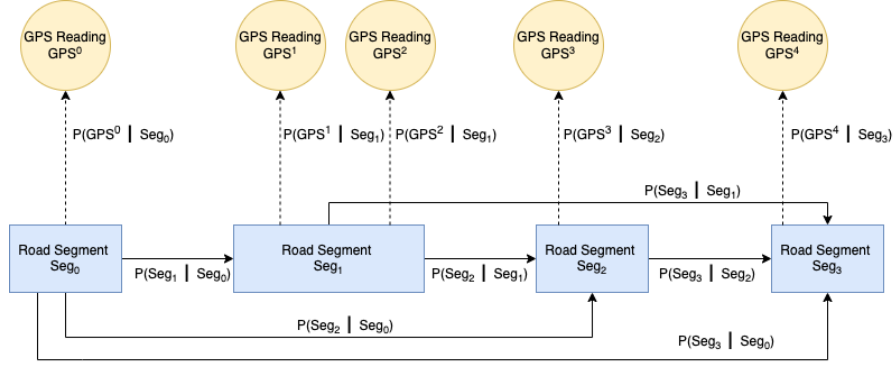 GPS Reading
GPS⁰
GPS Reading
GPS¹
GPS Reading
GPS²
GPS Reading
GPS³
GPS Reading
GPS⁴
P(GPS⁰ | Seg₀)
P(GPS¹ | Seg₁)
P(GPS² | Seg₁)
P(GPS³ | Seg₂)
P(GPS⁴ | Seg₃)
P(Seg₃ | Seg₁)
Road Segment
Seg₀
Road Segment
Seg₁
Road Segment
Seg₂
Road Segment
Seg₃
P(Seg₁ | Seg₀)
P(Seg₂ | Seg₁)
P(Seg₃ | Seg₂)
P(Seg₂ | Seg₀)
P(Seg₃ | Seg₀)